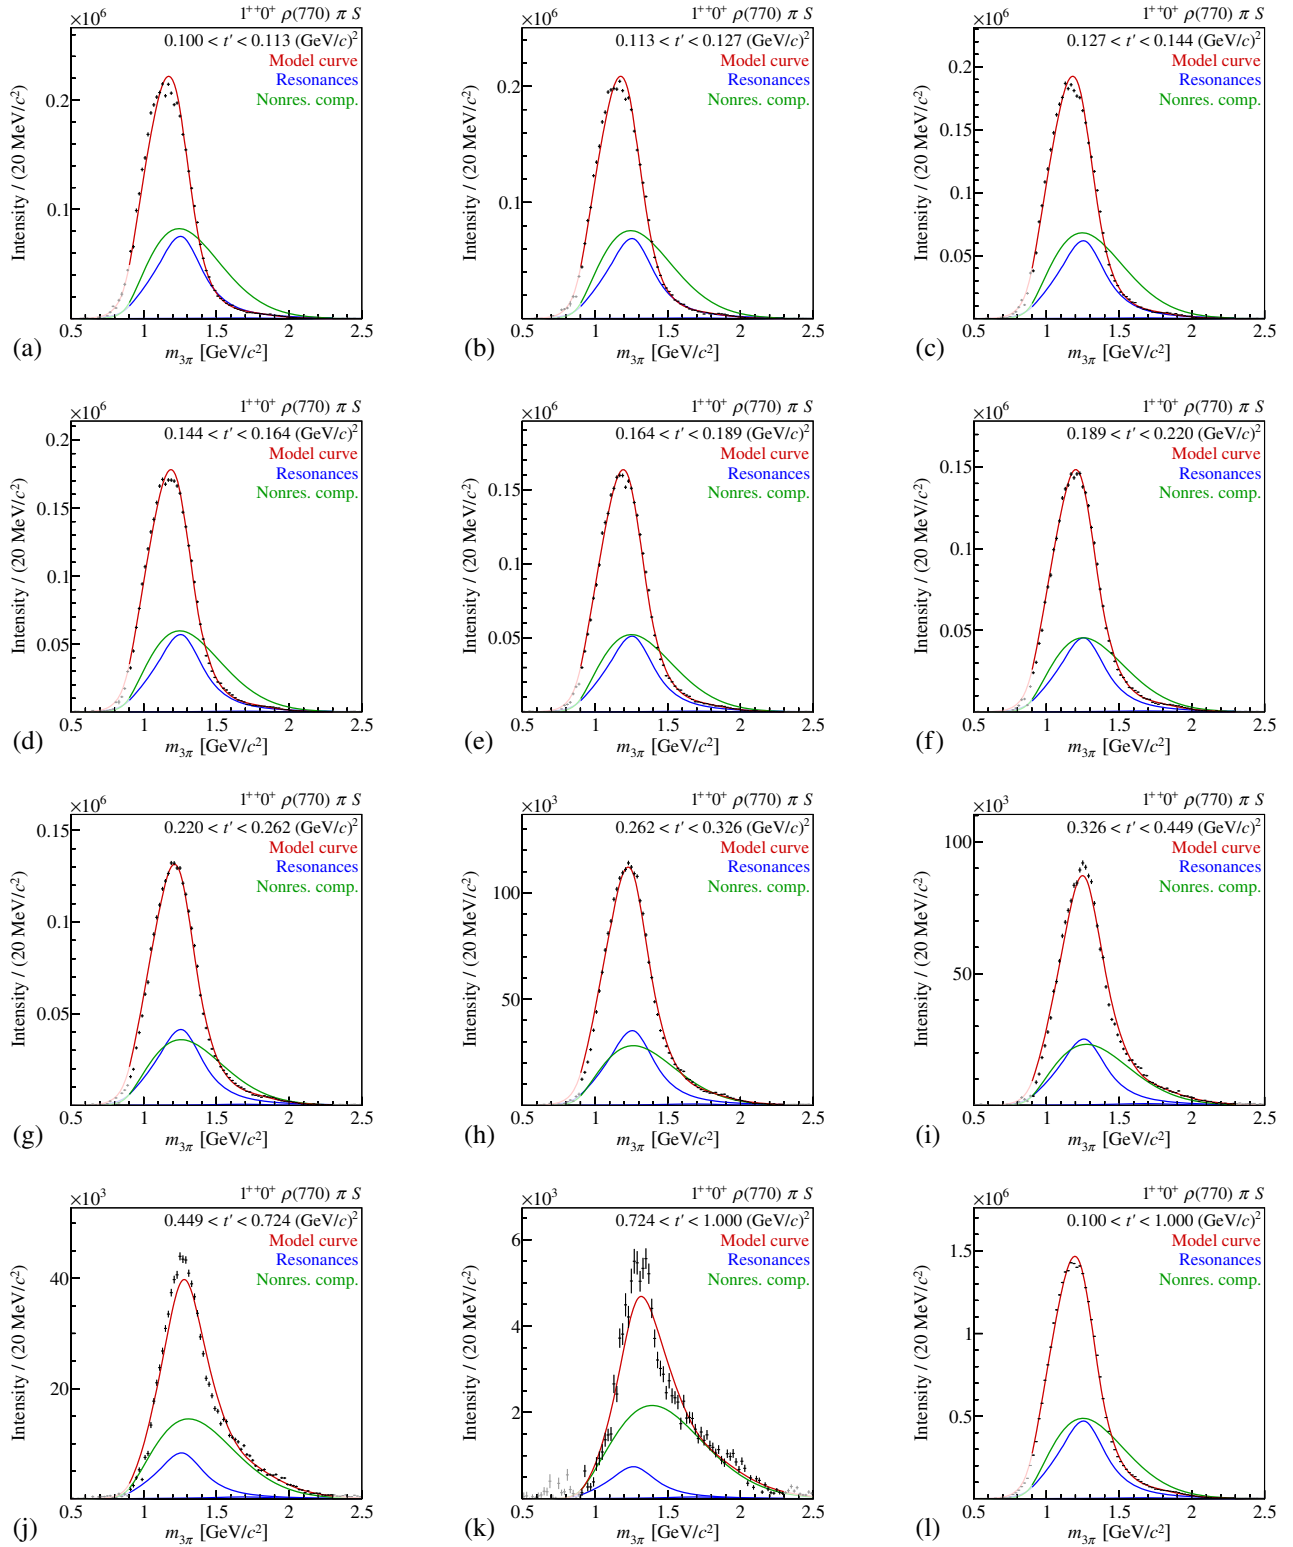 ×10⁶
1⁺⁺0⁺ ρ(770) π S
0.100 < t′ < 0.113 (GeV/c)²
Model curve
Resonances
Nonres. comp.
Intensity / (20 MeV/c²)
0.2
0.1
0.5 1 1.5 2 2.5
m₃π [GeV/c²]
(a)
×10⁶
1⁺⁺0⁺ ρ(770) π S
0.113 < t′ < 0.127 (GeV/c)²
Model curve
Resonances
Nonres. comp.
Intensity / (20 MeV/c²)
0.2
0.1
0.5 1 1.5 2 2.5
m₃π [GeV/c²]
(b)
×10⁶
1⁺⁺0⁺ ρ(770) π S
0.127 < t′ < 0.144 (GeV/c)²
Model curve
Resonances
Nonres. comp.
Intensity / (20 MeV/c²)
0.2
0.15
0.1
0.05
0.5 1 1.5 2 2.5
m₃π [GeV/c²]
(c)
×10⁶
1⁺⁺0⁺ ρ(770) π S
0.144 < t′ < 0.164 (GeV/c)²
Model curve
Resonances
Nonres. comp.
Intensity / (20 MeV/c²)
0.2
0.15
0.1
0.05
0.5 1 1.5 2 2.5
m₃π [GeV/c²]
(d)
×10⁶
1⁺⁺0⁺ ρ(770) π S
0.164 < t′ < 0.189 (GeV/c)²
Model curve
Resonances
Nonres. comp.
Intensity / (20 MeV/c²)
0.15
0.1
0.05
0.5 1 1.5 2 2.5
m₃π [GeV/c²]
(e)
×10⁶
1⁺⁺0⁺ ρ(770) π S
0.189 < t′ < 0.220 (GeV/c)²
Model curve
Resonances
Nonres. comp.
Intensity / (20 MeV/c²)
0.15
0.1
0.05
0.5 1 1.5 2 2.5
m₃π [GeV/c²]
(f)
×10⁶
1⁺⁺0⁺ ρ(770) π S
0.220 < t′ < 0.262 (GeV/c)²
Model curve
Resonances
Nonres. comp.
Intensity / (20 MeV/c²)
0.15
0.1
0.05
0.5 1 1.5 2 2.5
m₃π [GeV/c²]
(g)
×10³
1⁺⁺0⁺ ρ(770) π S
0.262 < t′ < 0.326 (GeV/c)²
Model curve
Resonances
Nonres. comp.
Intensity / (20 MeV/c²)
100
50
0.5 1 1.5 2 2.5
m₃π [GeV/c²]
(h)
×10³
1⁺⁺0⁺ ρ(770) π S
0.326 < t′ < 0.449 (GeV/c)²
Model curve
Resonances
Nonres. comp.
Intensity / (20 MeV/c²)
100
50
0.5 1 1.5 2 2.5
m₃π [GeV/c²]
(i)
×10³
1⁺⁺0⁺ ρ(770) π S
0.449 < t′ < 0.724 (GeV/c)²
Model curve
Resonances
Nonres. comp.
Intensity / (20 MeV/c²)
40
20
0.5 1 1.5 2 2.5
m₃π [GeV/c²]
(j)
×10³
1⁺⁺0⁺ ρ(770) π S
0.724 < t′ < 1.000 (GeV/c)²
Model curve
Resonances
Nonres. comp.
Intensity / (20 MeV/c²)
6
4
2
0.5 1 1.5 2 2.5
m₃π [GeV/c²]
(k)
×10⁶
1⁺⁺0⁺ ρ(770) π S
0.100 < t′ < 1.000 (GeV/c)²
Model curve
Resonances
Nonres. comp.
Intensity / (20 MeV/c²)
1.5
1
0.5
0.5 1 1.5 2 2.5
m₃π [GeV/c²]
(l)